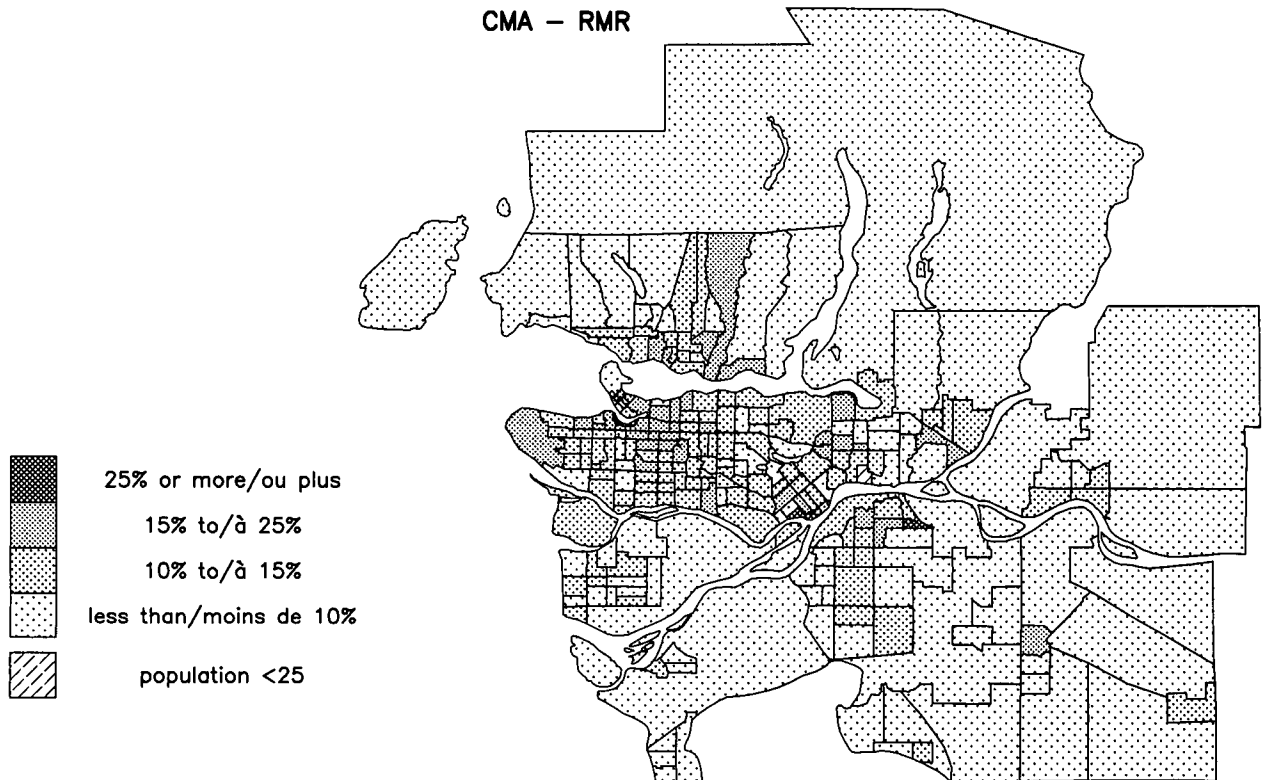 CMA – RMR
25% or more/ou plus
15% to/à 25%
10% to/à 15%
less than/moins de 10%
population <25